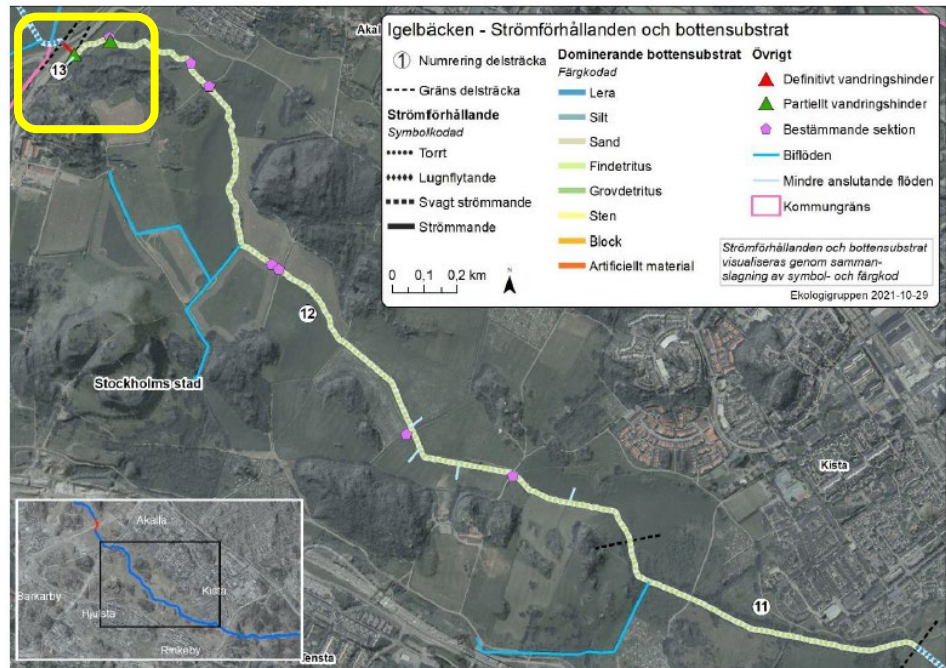 Akalla
Igelbäcken - Strömförhållanden och bottensubstrat
① Numrering delsträcka
Gräns delsträcka
Strömförhållande
Symbolkodad
Torrt
Lugnflytande
Svagt strömmande
Strömmande
0 0,1 0,2 km
N
Dominerande bottensubstrat
Färgkodad
Lera
Silt
Sand
Findetritus
Grovdetritus
Sten
Block
Artificiellt material
Övrigt
Definitivt vandringshinder
Partiellt vandringshinder
Bestämmande sektion
Biflöden
Mindre anslutande flöden
Kommungräns
Strömförhållanden och bottensubstrat
visualiseras genom samman-
slagning av symbol- och färgkod
Ekologigruppen 2021-10-29
13
12
Stockholms stad
Kista
11
Akalla
Barkarby
Kista
Hjulsta
Rinkeby
Tensta